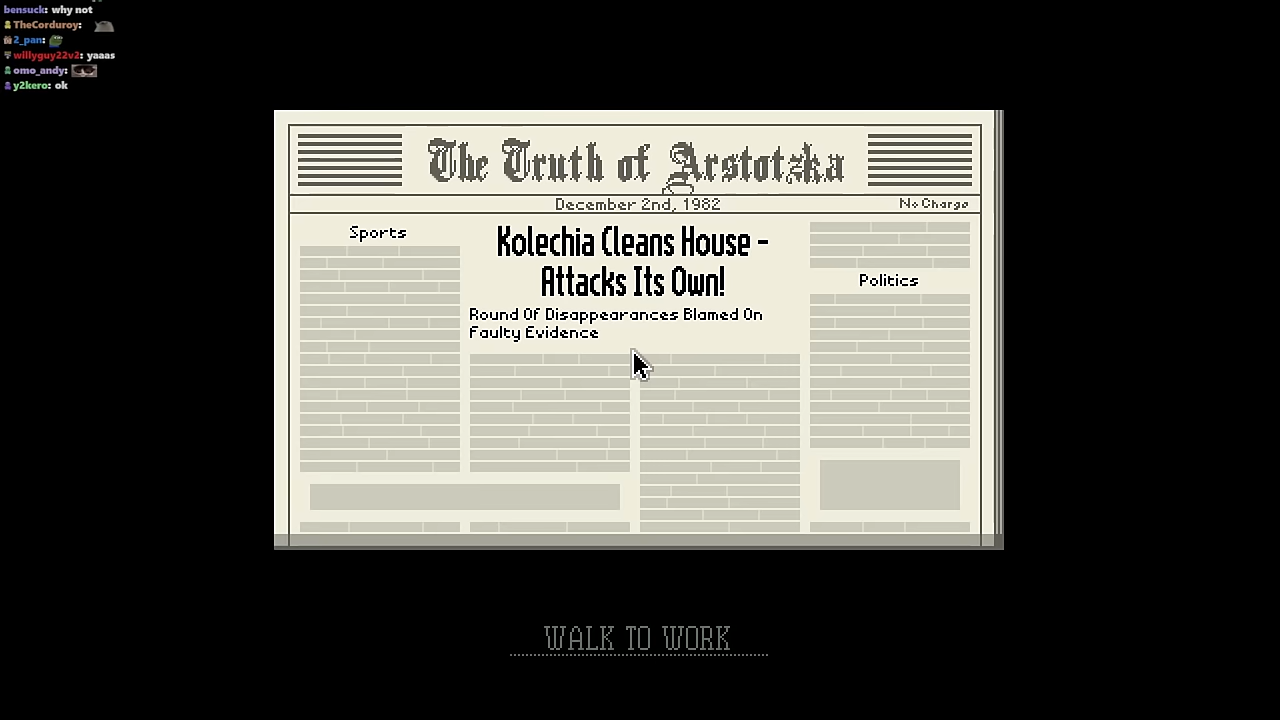 bensuck: why not
TheCorduroy:
2_pan:
willyguy22v2: yaaas
omo_andy:
y2kero: ok
The Truth of Arstotzka
December 2nd, 1982
No Charge
Sports
Kolechia Cleans House -
Attacks Its Own!
Round Of Disappearances Blamed On
Faulty Evidence
Politics
WALK TO WORK